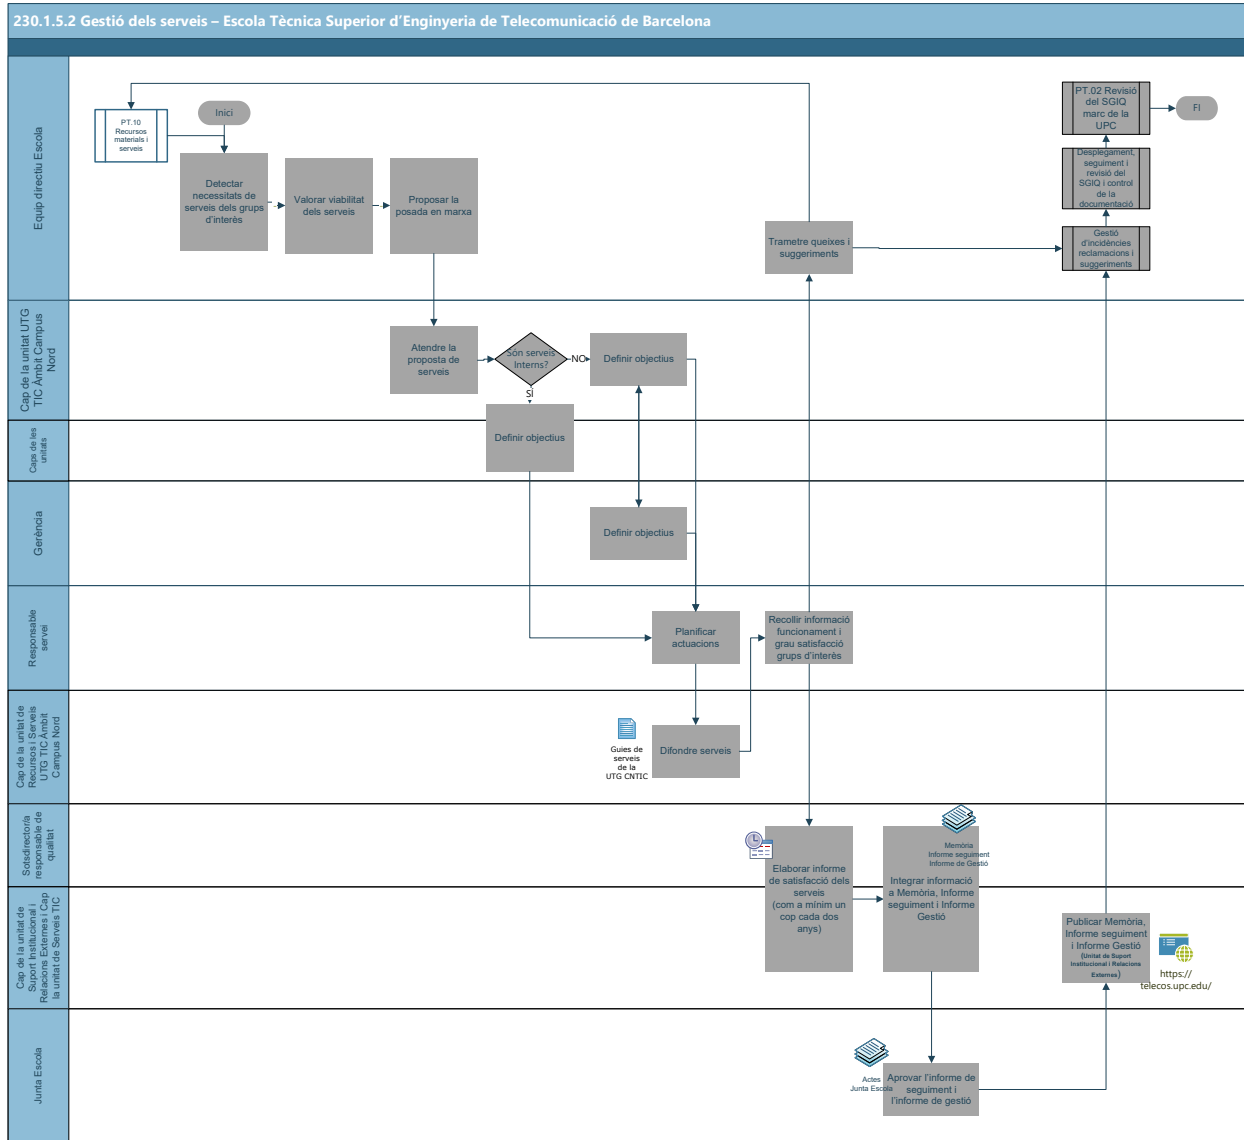 230.1.5.2 Gestió dels serveis – Escola Tècnica Superior d'Enginyeria de Telecomunicació de Barcelona
Equip directiu Escola
PT.10
Recursos
materials i
serveis
Inici
Detectar
necessitats de
serveis dels grups
d'interès
Valorar viabilitat
dels serveis
Proposar la
posada en marxa
Trametre queixes i
suggeriments
PT.02 Revisió
del SGIQ
marc de la
UPC
FI
Desplegament,
seguiment i
revisió del
SGIQ i control
de la
documentació
Gestió
d'incidències
reclamacions i
suggeriments
Cap de la unitat UTG
TIC Àmbit Campus
Nord
Atendre la
proposta de
serveis
Són serveis
Interns?
NO
SÍ
Definir objectius
Caps de les
unitats
Definir objectius
Gerència
Definir objectius
Responsable
servei
Planificar
actuacions
Recollir informació
funcionament i
grau satisfacció
grups d'interès
Cap de la unitat de
Recursos i Serveis
UTG TIC Àmbit
Campus Nord
Guies de
serveis
de la
UTG CNTIC
Difondre serveis
Sotsdirector/a
responsable de
qualitat
Elaborar informe
de satisfacció dels
serveis
(com a mínim un
cop cada dos
anys)
Memòria
Informe seguiment
Informe de Gestió
Integrar informació
a Memòria, Informe
seguiment i Informe
Gestió
Cap de la unitat de
Suport Institucional i
Relacions Externes i Cap
la unitat de Serveis TIC
Publicar Memòria,
Informe seguiment
i Informe Gestió
(Unitat de Suport
Institucional i Relacions
Externes)
https://
telecos.upc.edu/
Junta Escola
Actes
Junta Escola
Aprovar l'informe de
seguiment i
l'informe de gestió